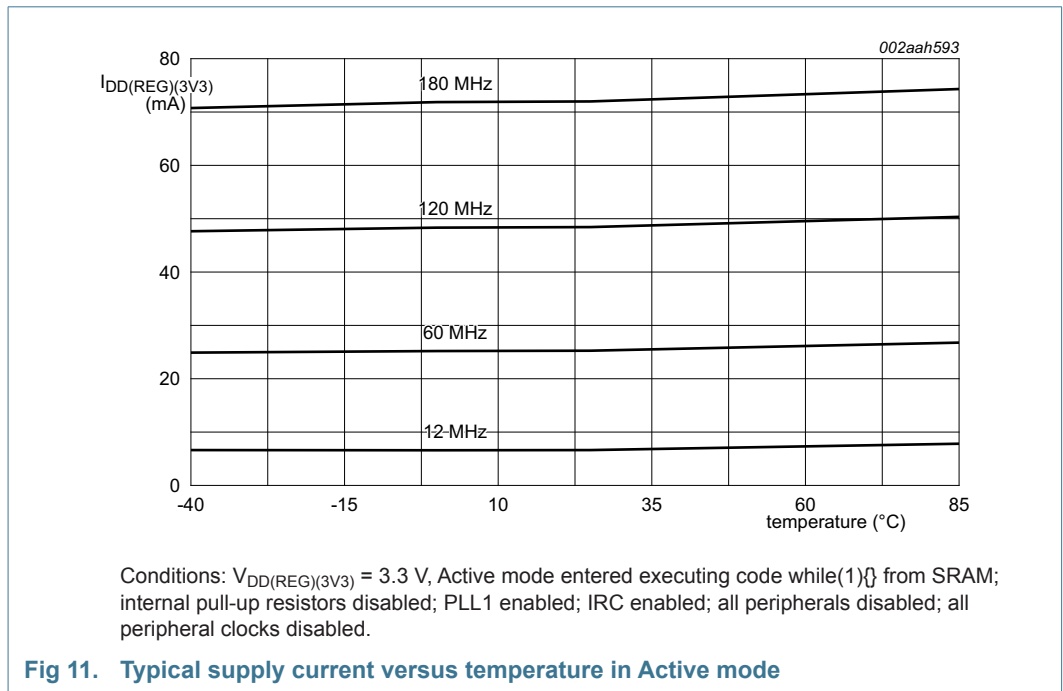 002aah593
80
I_DD(REG)(3V3)
(mA)
180 MHz
60
120 MHz
40
60 MHz
20
12 MHz
0
-40 -15 10 35 60 85
temperature (°C)
Conditions: V_DD(REG)(3V3) = 3.3 V, Active mode entered executing code while(1){} from SRAM;
internal pull-up resistors disabled; PLL1 enabled; IRC enabled; all peripherals disabled; all
peripheral clocks disabled.
Fig 11. Typical supply current versus temperature in Active mode